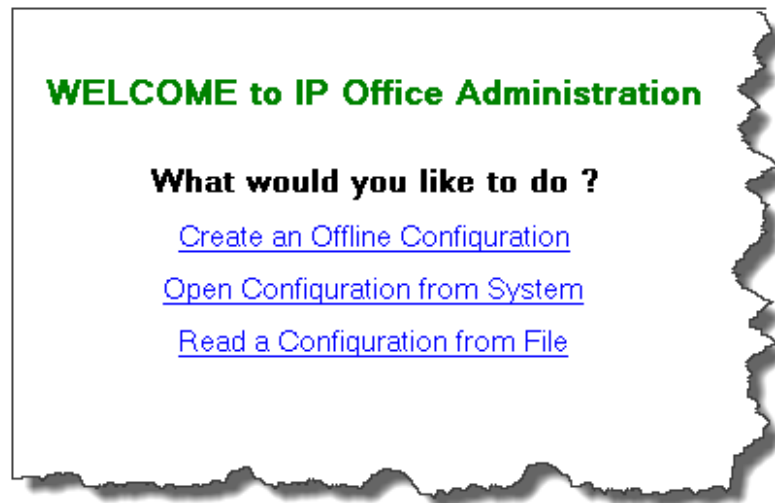 WELCOME to IP Office Administration
What would you like to do ?
Create an Offline Configuration
Open Configuration from System
Read a Configuration from File